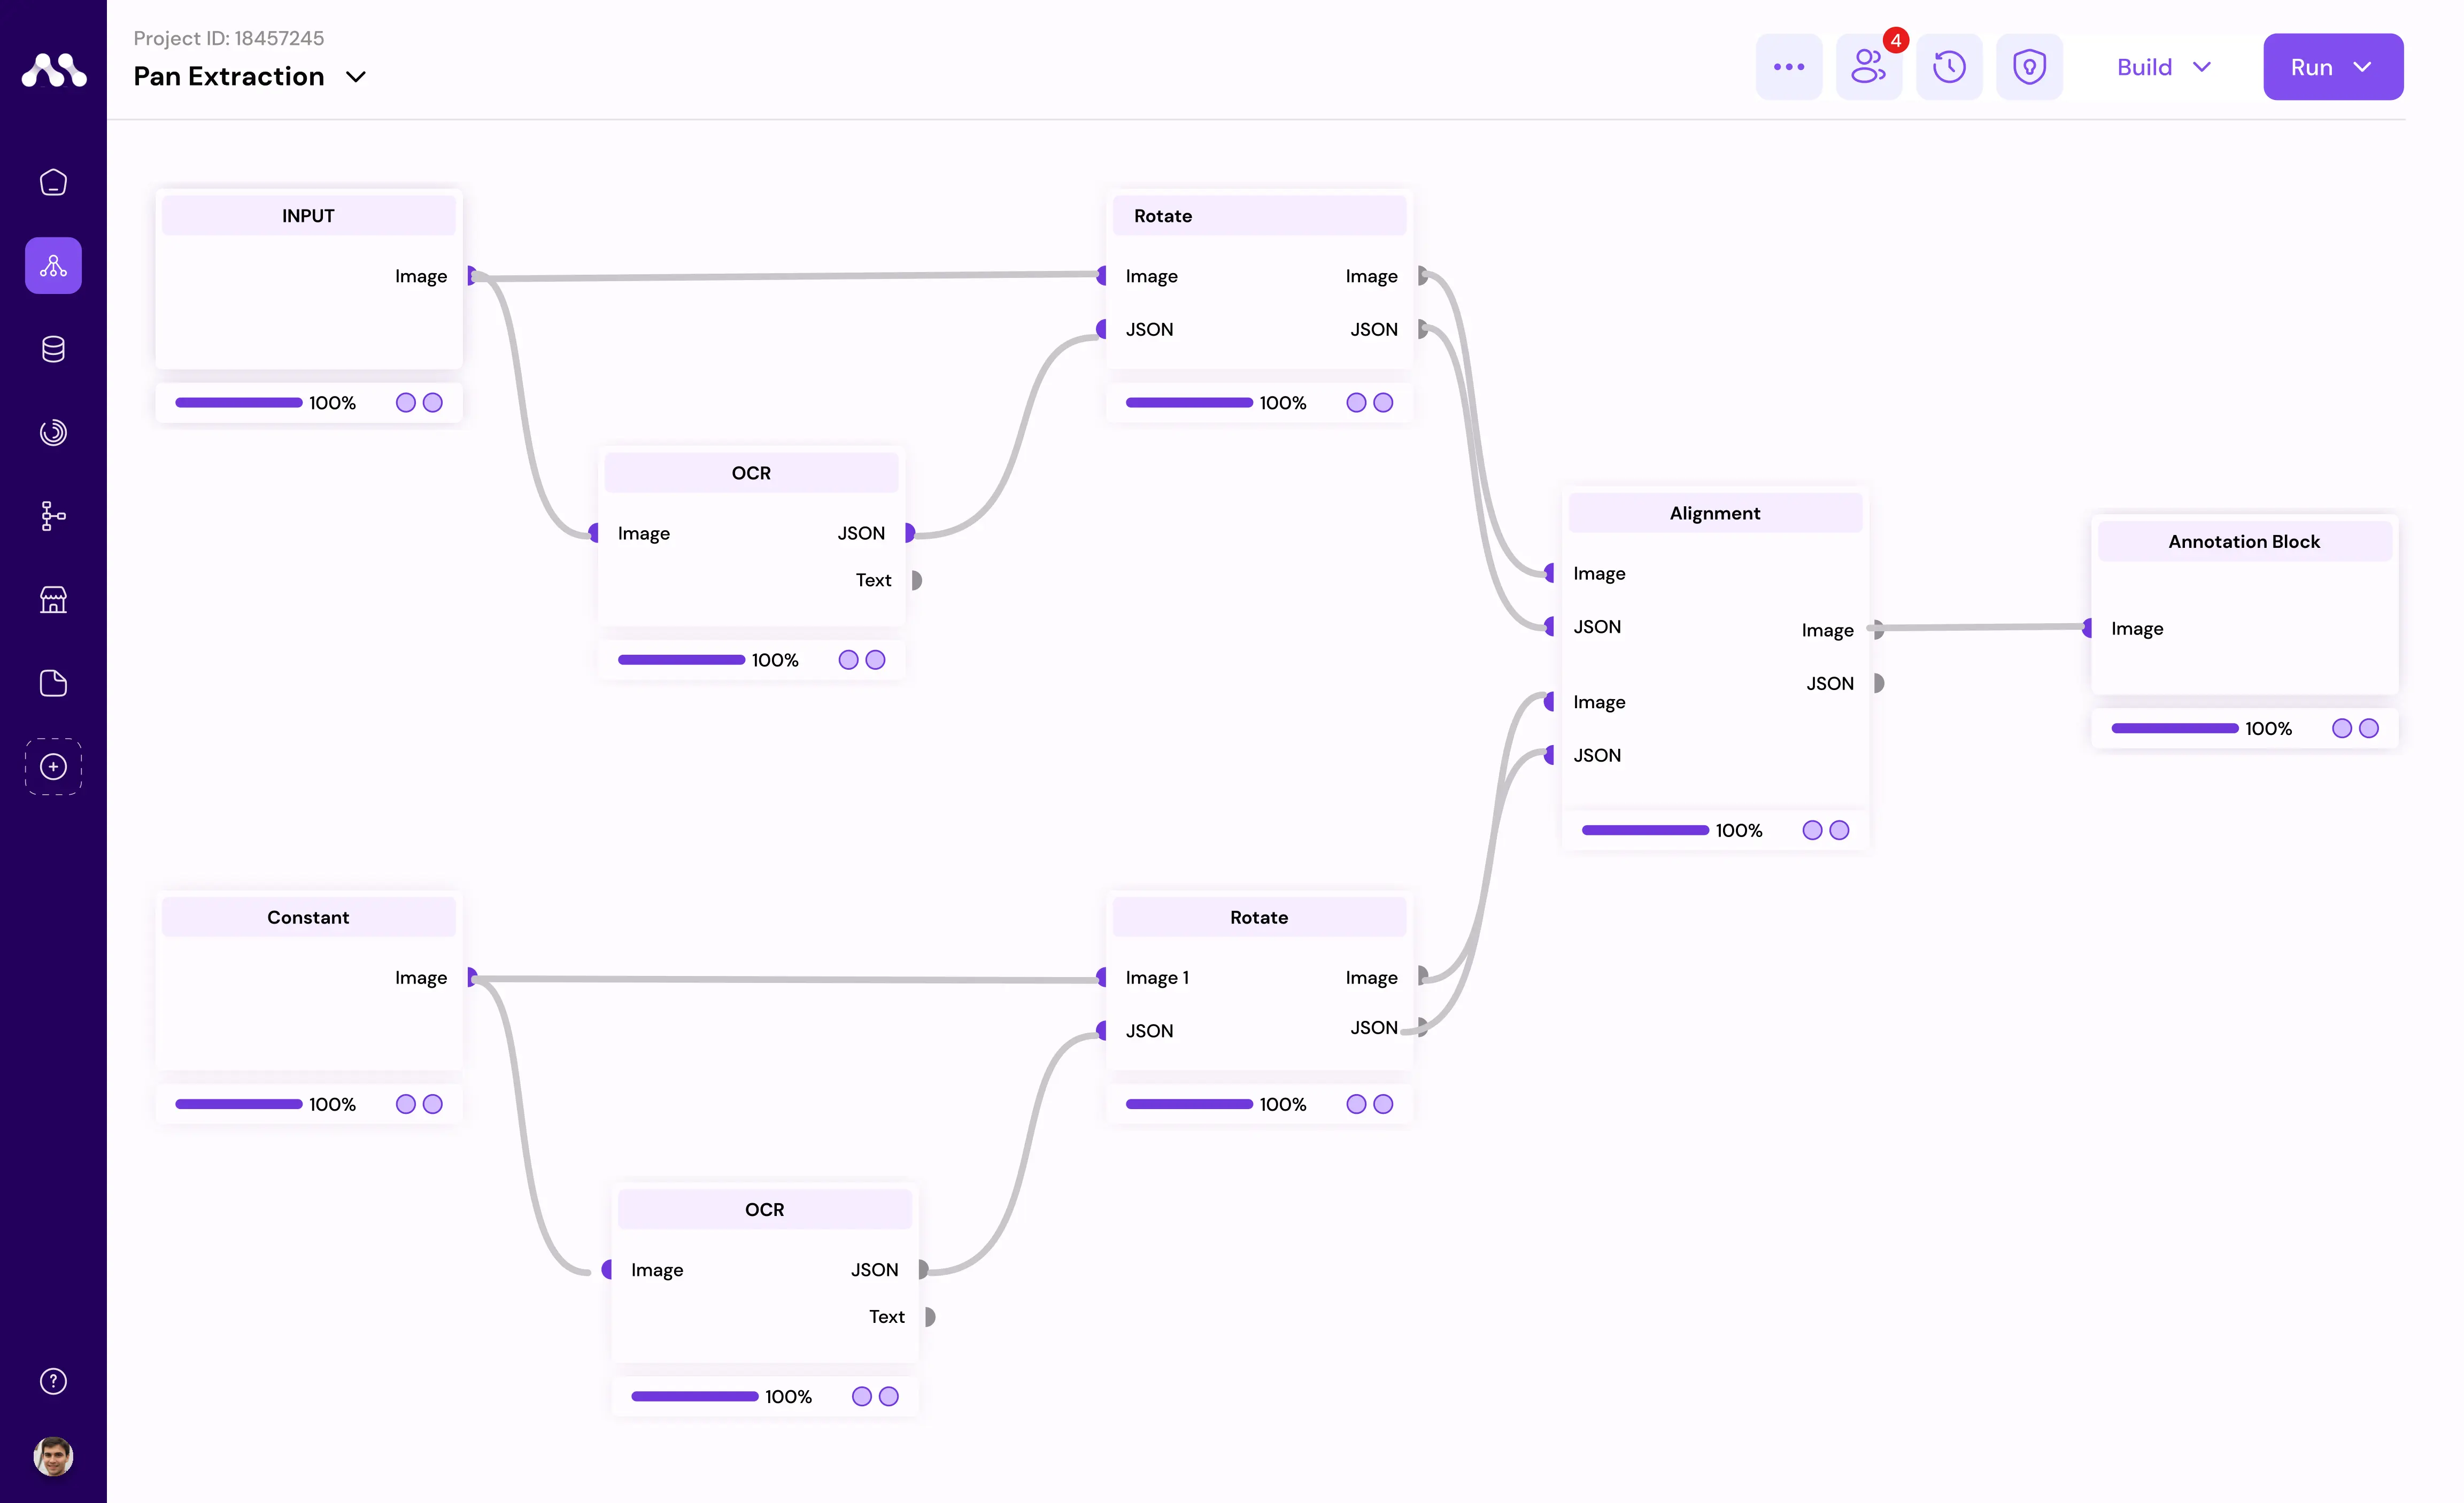 Project ID: 18457245
Pan Extraction
4
Build
Run
INPUT
Image
100%
Rotate
Image
Image
JSON
JSON
100%
OCR
Image
JSON
Text
100%
Alignment
Image
JSON
Image
JSON
Image
JSON
100%
Annotation Block
Image
100%
Constant
Image
100%
Rotate
Image 1
Image
JSON
JSON
100%
OCR
Image
JSON
Text
100%